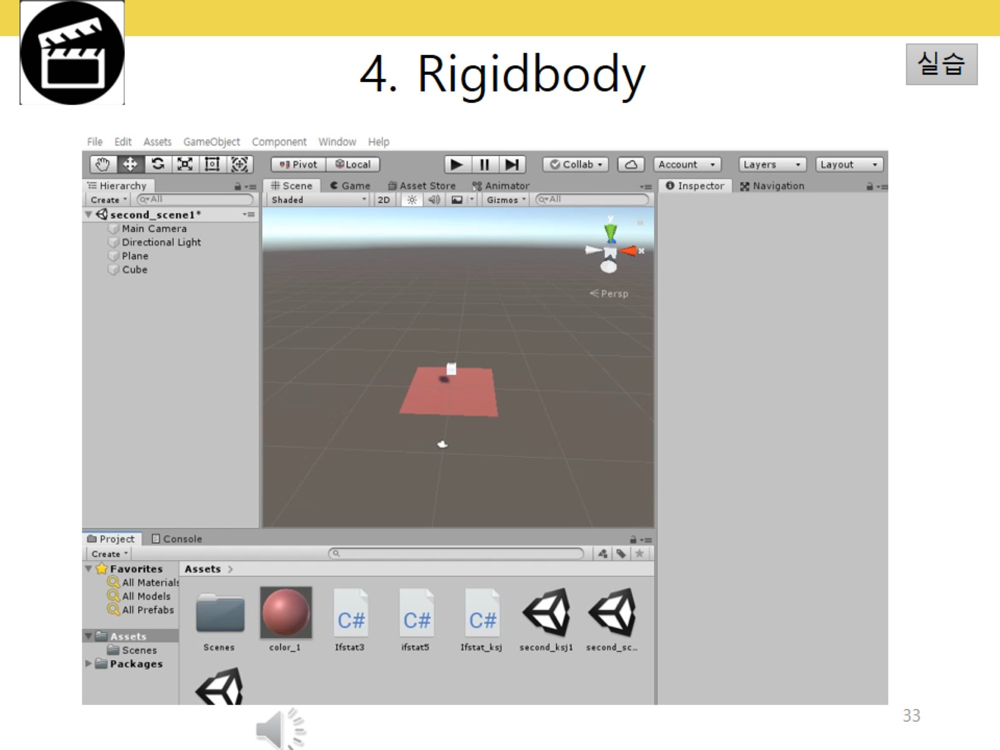 4. Rigidbody
실습
File Edit Assets GameObject Component Window Help
Pivot Local Collab Account Layers Layout
Hierarchy
Create All
second_scene1*
Main Camera
Directional Light
Plane
Cube
Scene Game Asset Store Animator
Shaded 2D Gizmos All
y
x
Persp
Inspector Navigation
Project Console
Create
Favorites
All Materials
All Models
All Prefabs
Assets
Scenes
Packages
Assets
C# C# C#
Scenes color_1 Ifstat3 ifstat5 Ifstat_ksj second_ksj1 second_sc..
33